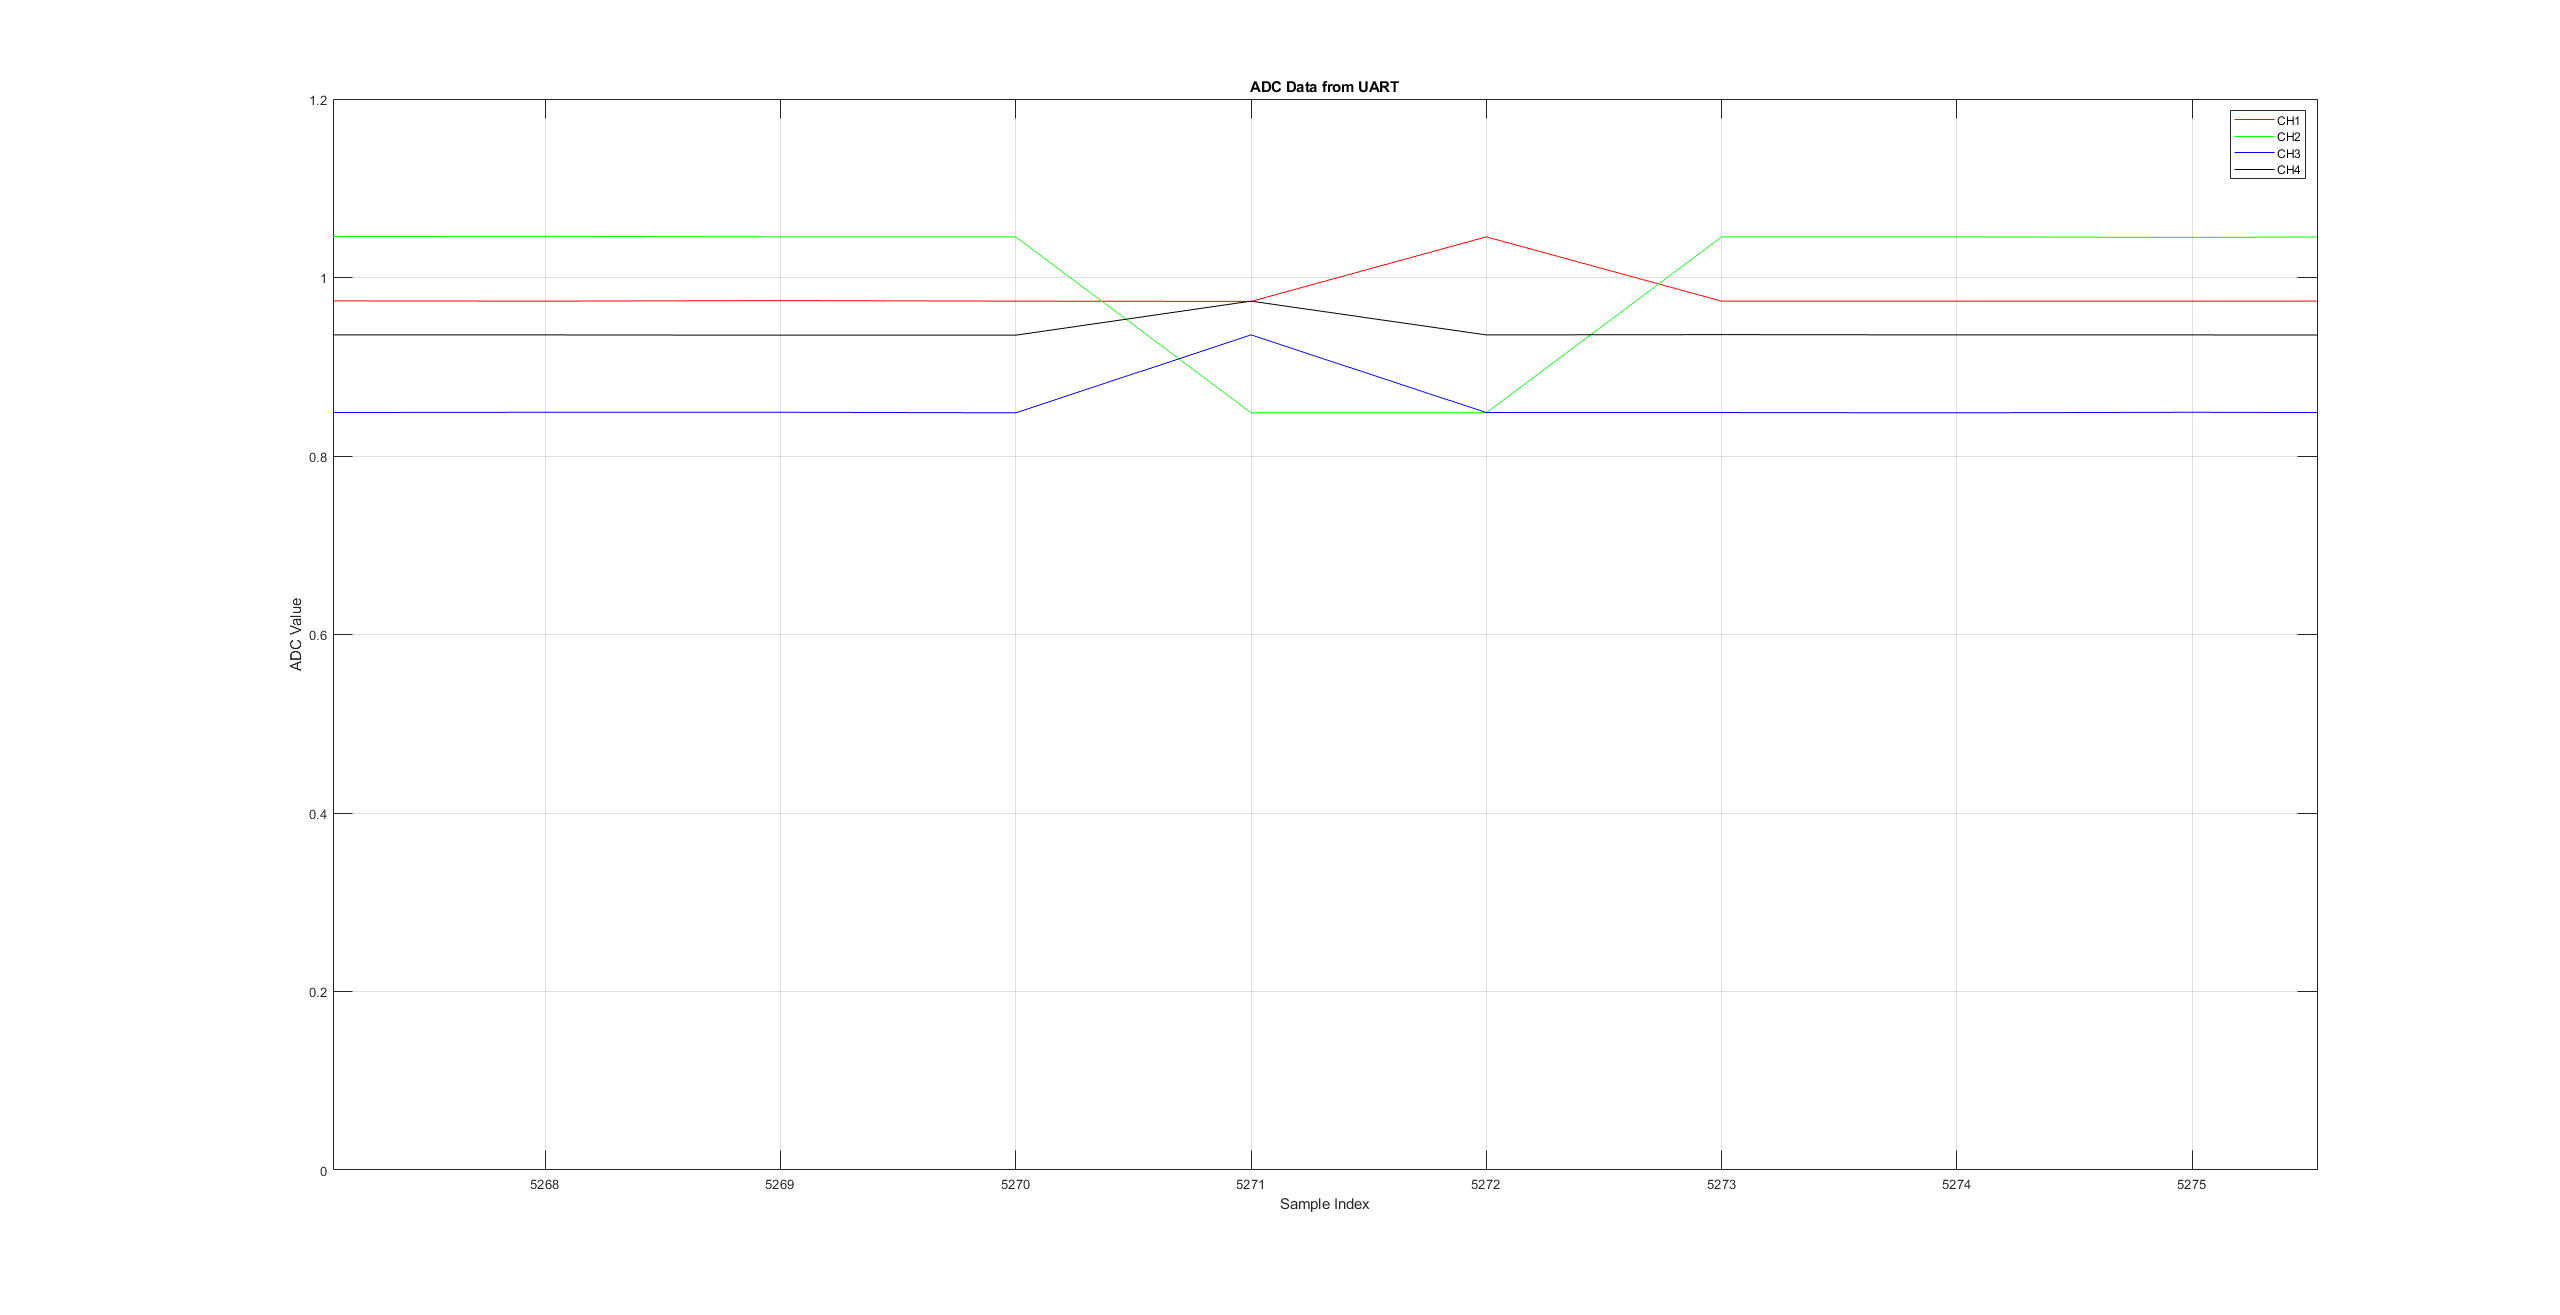 ADC Data from UART
1.2
1
0.8
0.6
0.4
0.2
0
ADC Value
CH1
CH2
CH3
CH4
5268 5269 5270 5271 5272 5273 5274 5275
Sample Index